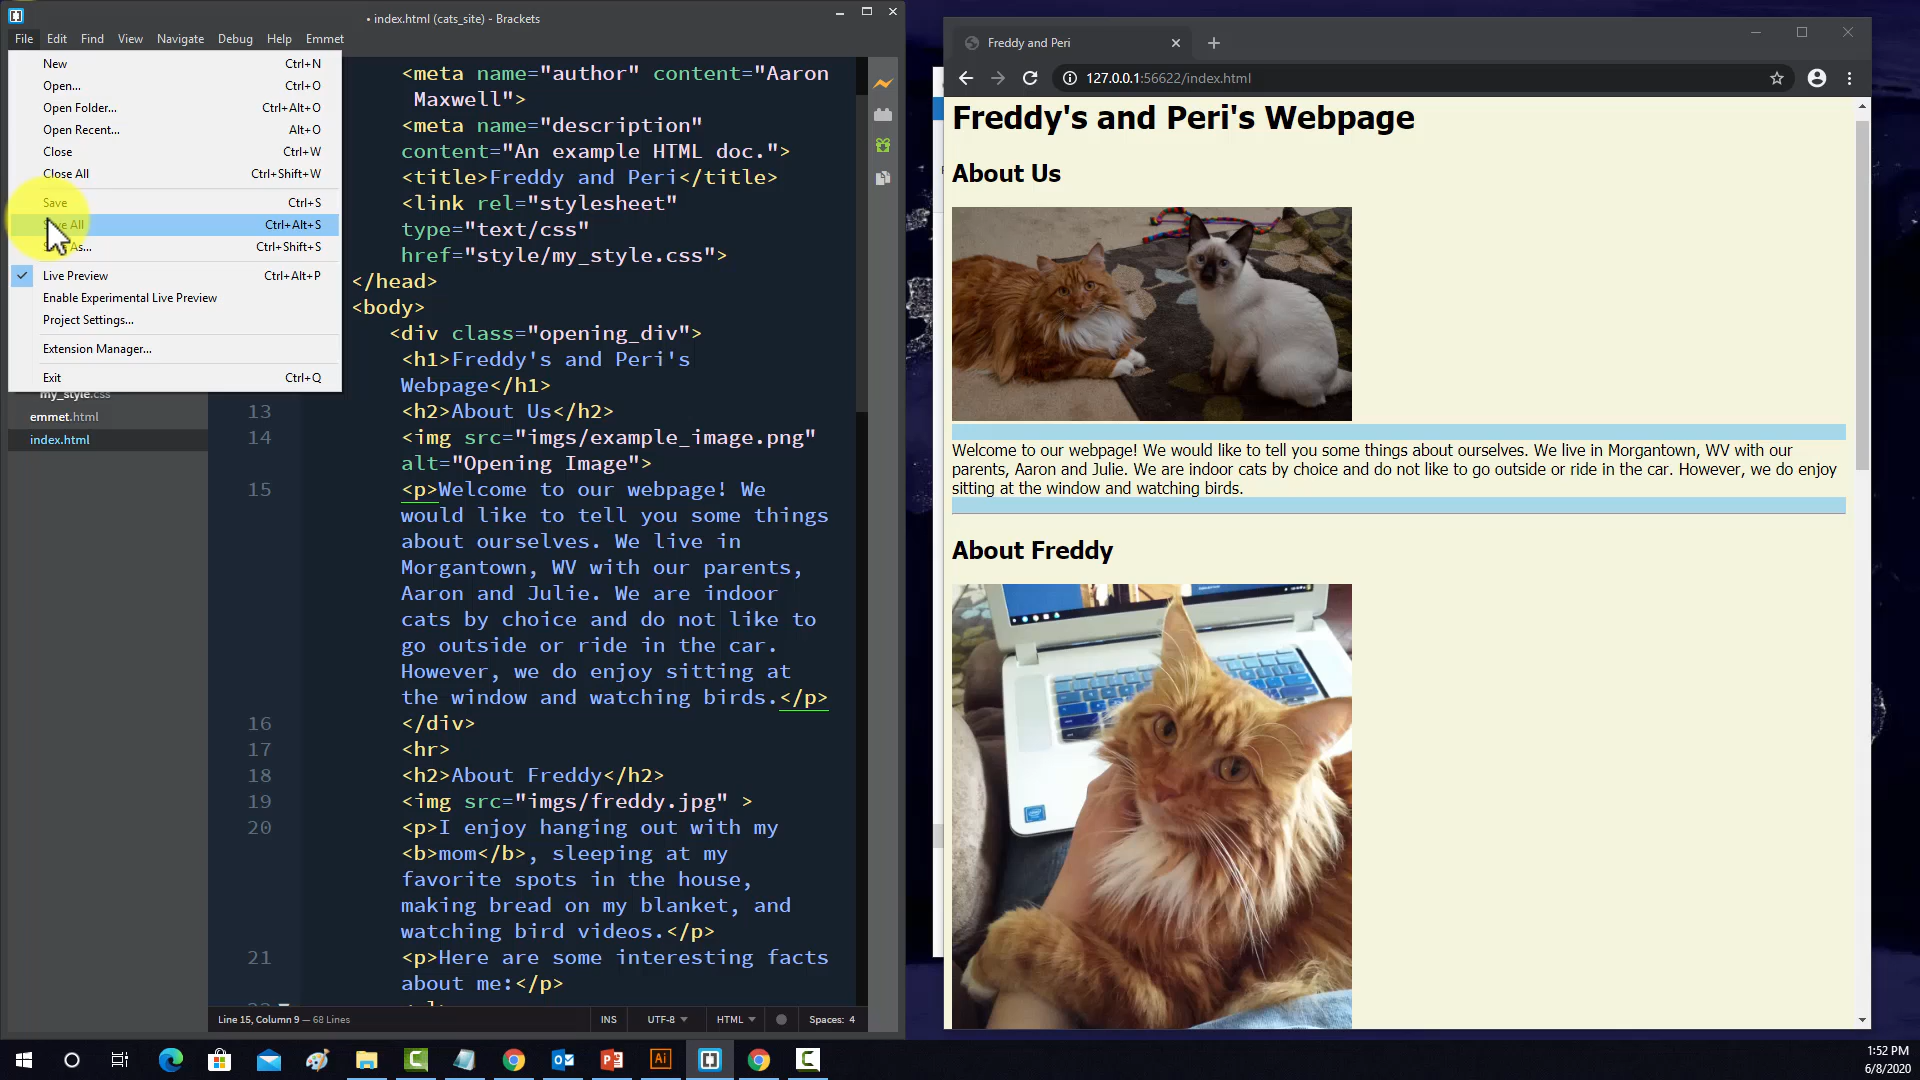 • index.html (cats_site) - Brackets
File Edit Find View Navigate Debug Help Emmet
New Ctrl+N
Open... Ctrl+O
Open Folder... Ctrl+Alt+O
Open Recent... Alt+O
Close Ctrl+W
Close All Ctrl+Shift+W
Save Ctrl+S
Ctrl+Alt+S
Ctrl+Shift+S
Live Preview Ctrl+Alt+P
Enable Experimental Live Preview
Project Settings...
Extension Manager...
Exit Ctrl+Q
my_style.css
emmet.html
index.html
<meta name="author" content="Aaron
Maxwell">
<meta name="description"
content="An example HTML doc.">
<title>Freddy and Peri</title>
<link rel="stylesheet"
type="text/css"
href="style/my_style.css">
</head>
<body>
<div class="opening_div">
<h1>Freddy's and Peri's
Webpage</h1>
13 <h2>About Us</h2>
14 <img src="imgs/example_image.png"
alt="Opening Image">
15 <p>Welcome to our webpage! We
would like to tell you some things
about ourselves. We live in
Morgantown, WV with our parents,
Aaron and Julie. We are indoor
cats by choice and do not like to
go outside or ride in the car.
However, we do enjoy sitting at
the window and watching birds.</p>
16 </div>
17 <hr>
18 <h2>About Freddy</h2>
19 <img src="imgs/freddy.jpg" >
20 <p>I enjoy hanging out with my
<b>mom</b>, sleeping at my
favorite spots in the house,
making bread on my blanket, and
watching bird videos.</p>
21 <p>Here are some interesting facts
about me:</p>
Line 15, Column 9 — 68 Lines INS UTF-8 HTML Spaces: 4
Freddy and Peri
127.0.0.1:56622/index.html
Freddy's and Peri's Webpage
About Us
Welcome to our webpage! We would like to tell you some things about ourselves. We live in Morgantown, WV with our
parents, Aaron and Julie. We are indoor cats by choice and do not like to go outside or ride in the car. However, we do enjoy
sitting at the window and watching birds.
About Freddy
1:52 PM
6/8/2020